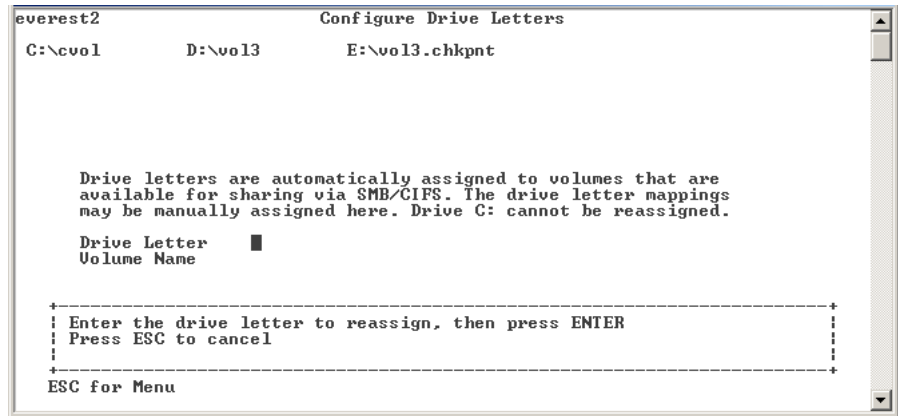 everest2 Configure Drive Letters
C:\cvol D:\vol3 E:\vol3.chkpnt
Drive letters are automatically assigned to volumes that are
available for sharing via SMB/CIFS. The drive letter mappings
may be manually assigned here. Drive C: cannot be reassigned.
Drive Letter
Volume Name
Enter the drive letter to reassign, then press ENTER
Press ESC to cancel
ESC for Menu